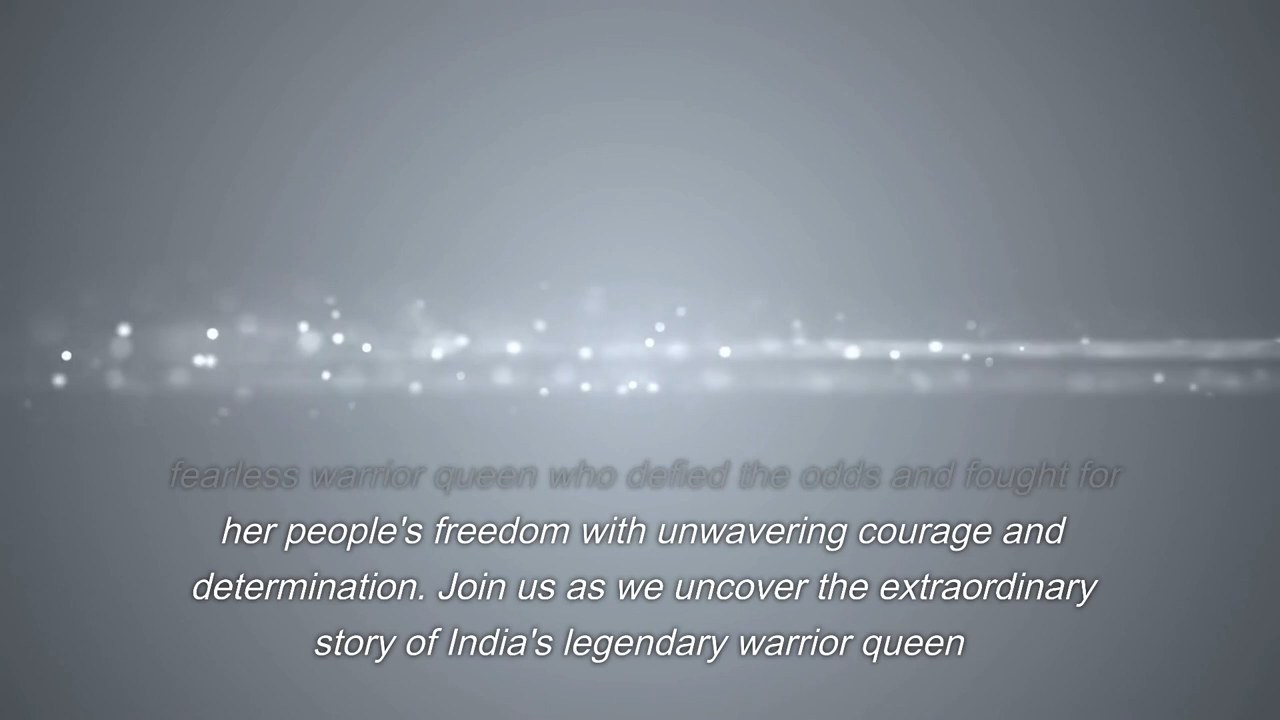 fearless warrior queen who defied the odds and fought for
her people's freedom with unwavering courage and
determination. Join us as we uncover the extraordinary
story of India's legendary warrior queen